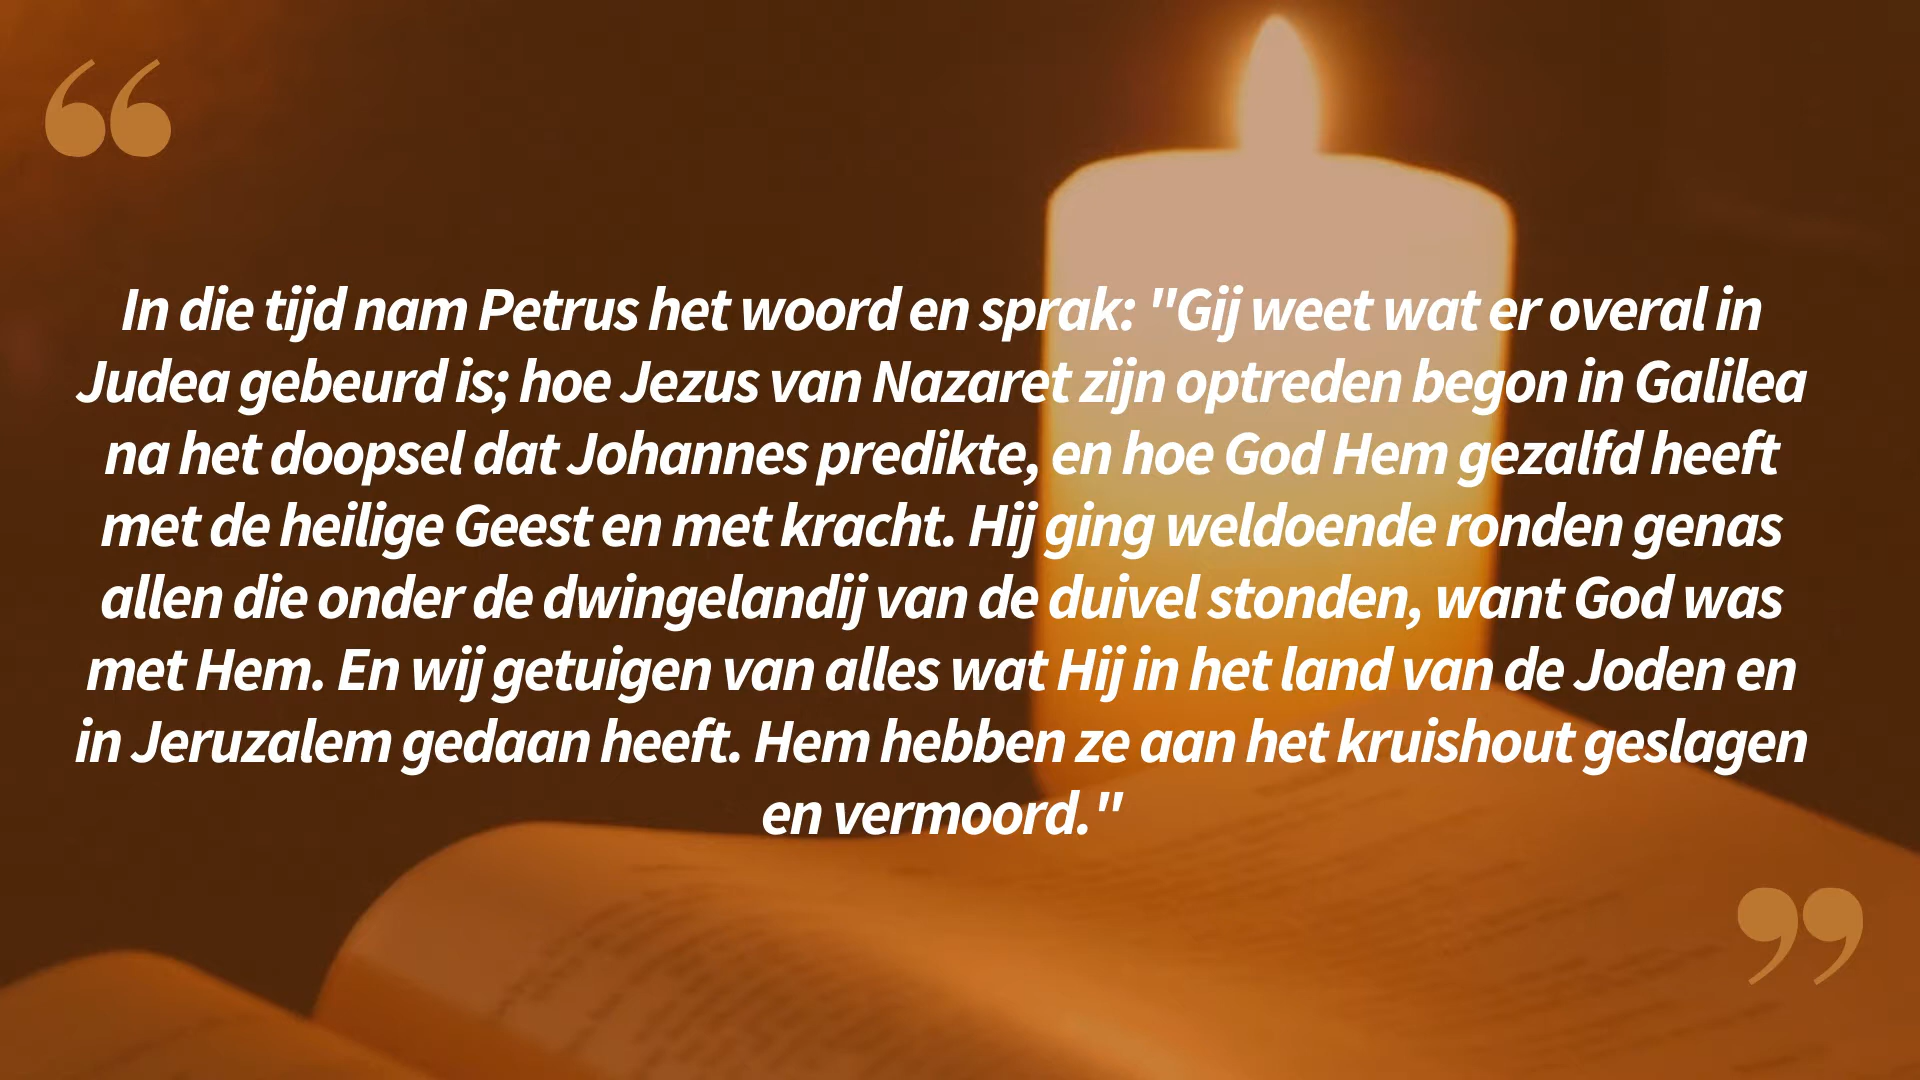 In die tijd nam Petrus het woord en sprak: "Gij weet wat er overal in
Judea gebeurd is; hoe Jezus van Nazaret zijn optreden begon in Galilea
na het doopsel dat Johannes predikte, en hoe God Hem gezalfd heeft
met de heilige Geest en met kracht. Hij ging weldoende ronden genas
allen die onder de dwingelandij van de duivel stonden, want God was
met Hem. En wij getuigen van alles wat Hij in het land van de Joden en
in Jeruzalem gedaan heeft. Hem hebben ze aan het kruishout geslagen
en vermoord."